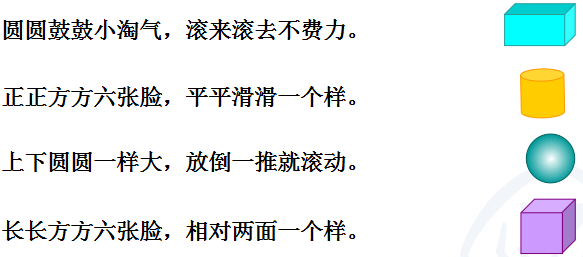 圆圆鼓鼓小淘气，滚来滚去不费力。
正正方方六张脸，平平滑滑一个样。
上下圆圆一样大，放倒一推就滚动。
长长方方六张脸，相对两面一个样。